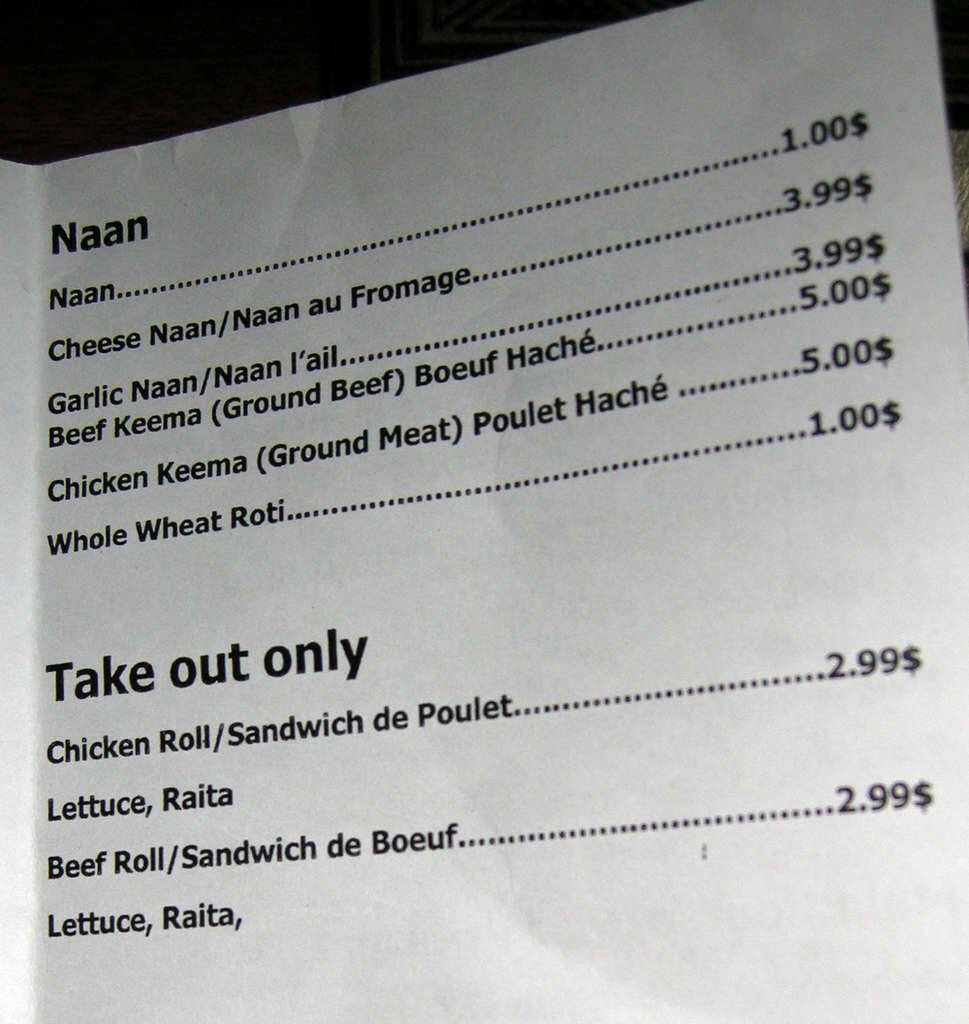 Naan
Naan..............................................................................1.00$
Cheese Naan/Naan au Fromage.....................................3.99$
Garlic Naan/Naan l'ail.....................................................3.99$
Beef Keema (Ground Beef) Boeuf Haché.......................5.00$
Chicken Keema (Ground Meat) Poulet Haché .............5.00$
Whole Wheat Roti...........................................................1.00$
Take out only
Chicken Roll/Sandwich de Poulet...................................2.99$
Lettuce, Raita
Beef Roll/Sandwich de Boeuf..........................................2.99$
Lettuce, Raita,